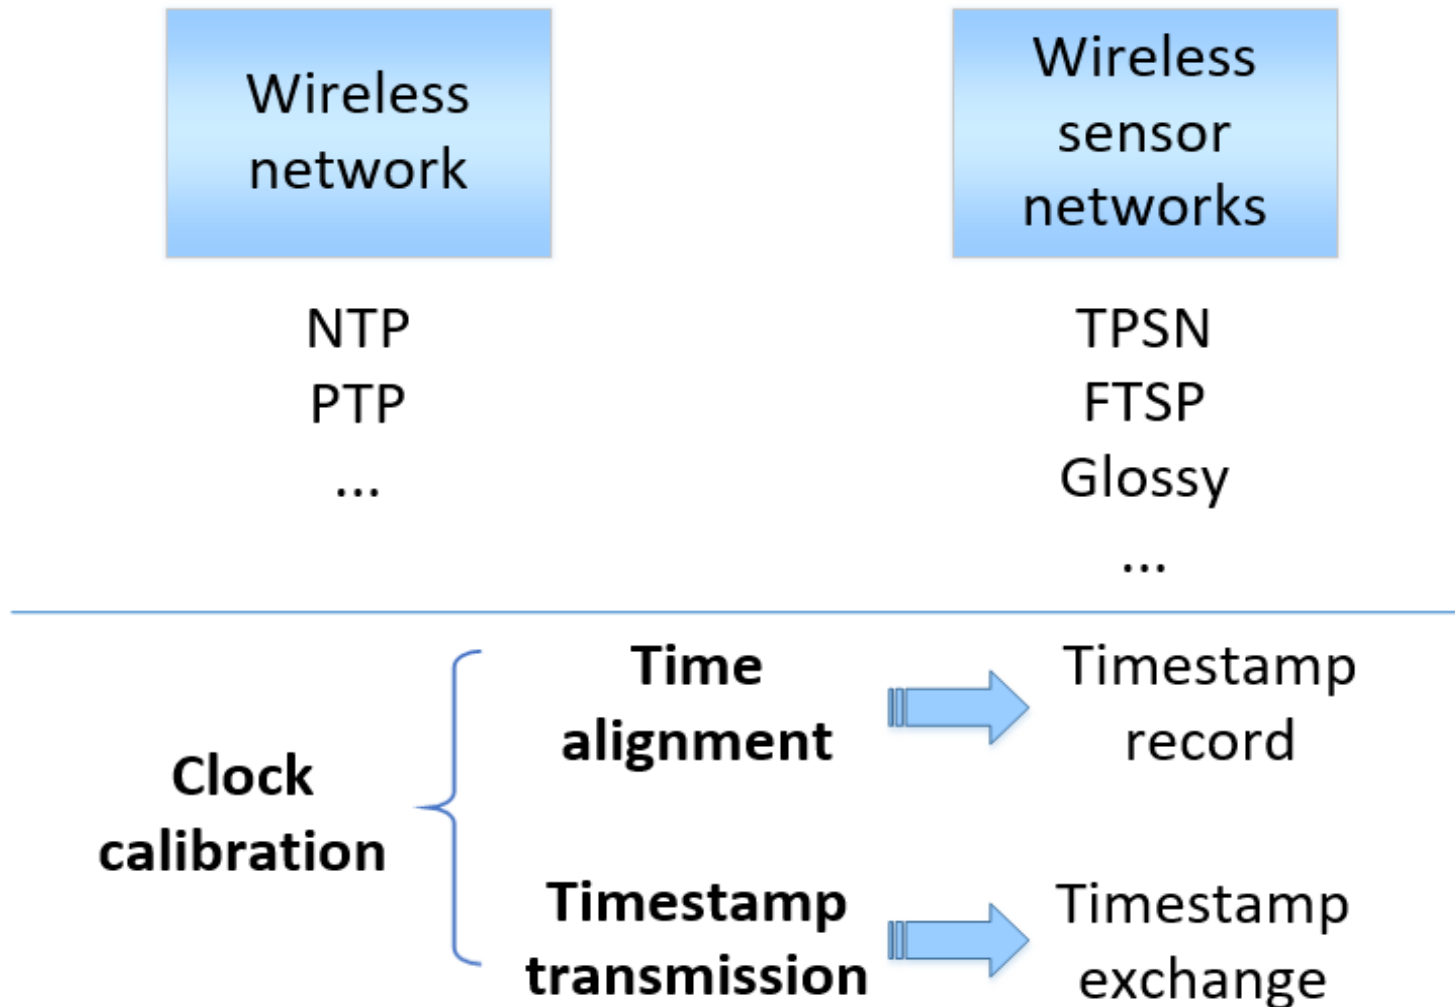 Wireless
network
NTP
PTP
...
Wireless
sensor
networks
TPSN
FTSP
Glossy
...
Clock
calibration
Time
alignment
Timestamp
record
Timestamp
transmission
Timestamp
exchange